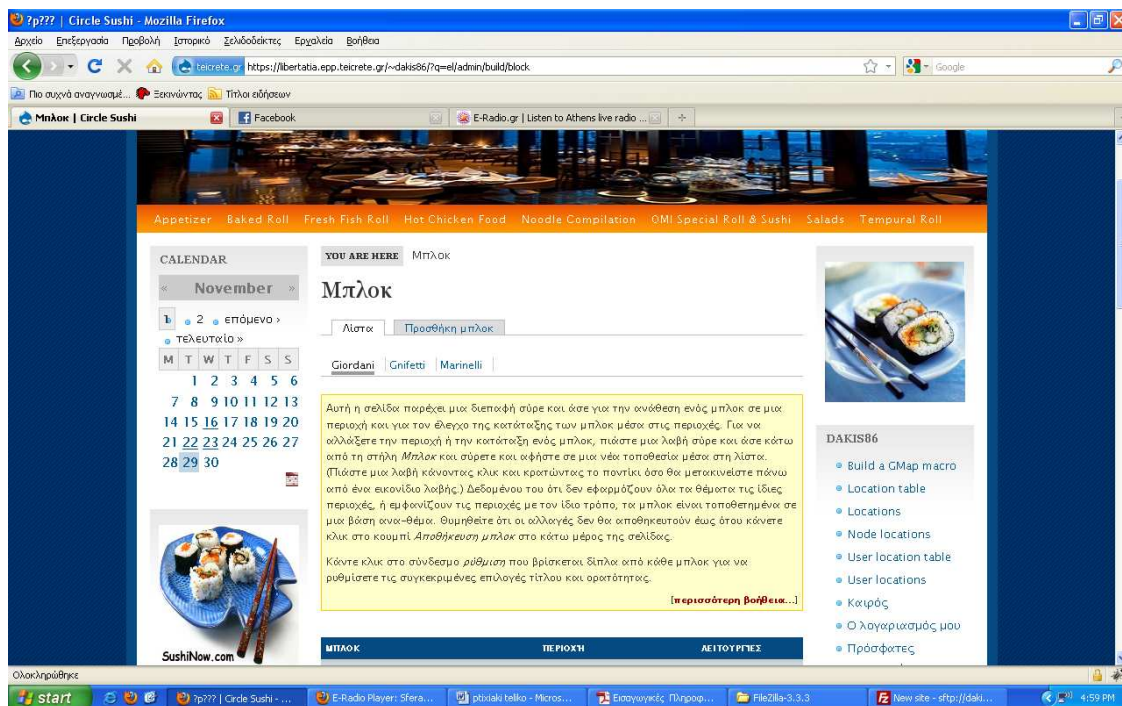 ?p??? | Circle Sushi - Mozilla Firefox
Αρχείο Επεξεργασία Προβολή Ιστορικό Σελιδοδείκτες Εργαλεία Βοήθεια
teicrete.gr https://libertatia.epp.teicrete.gr/~dakis86/?q=el/admin/build/block
Google
Πιο συχνά αναγνωσμέ... Ξεκινώντας Τίτλοι ειδήσεων
Μπλοκ | Circle Sushi
Facebook
E-Radio.gr | Listen to Athens live radio ...
Appetizer Baked Roll Fresh Fish Roll Hot Chicken Food Noodle Compilation OMI Special Roll & Sushi Salads Tempural Roll
CALENDAR
« November »
1 2 επόμενο ›
τελευταίο »
M T W T F S S
1 2 3 4 5 6
7 8 9 10 11 12 13
14 15 16 17 18 19 20
21 22 23 24 25 26 27
28 29 30
SushiNow.com
YOU ARE HERE Μπλοκ
Μπλοκ
Λίστα Προσθήκη μπλοκ
Giordani Gnifetti Marinelli
Αυτή η σελίδα παρέχει μια διεπαφή σύρε και άσε για την ανάθεση ενός μπλοκ σε μια
περιοχή και για τον έλεγχο της κατάταξης των μπλοκ μέσα στις περιοχές. Για να
αλλάξετε την περιοχή ή την κατάταξη ενός μπλοκ, πιάστε μια λαβή σύρε και άσε κάτω
από τη στήλη Μπλοκ και σύρετε και αφήστε σε μια νέα τοποθεσία μέσα στη λίστα.
(Πιάστε μια λαβή κάνοντας κλικ και κρατώντας το ποντίκι όσο θα μετακινείστε πάνω
από ένα εικονίδιο λαβής.) Δεδομένου του ότι δεν εφαρμόζουν όλα τα θέματα τις ίδιες
περιοχές, ή εμφανίζουν τις περιοχές με τον ίδιο τρόπο, τα μπλοκ είναι τοποθετημένα σε
μια βάση ανα-θέμα. Θυμηθείτε ότι οι αλλαγές δεν θα αποθηκευτούν έως ότου κάνετε
κλικ στο κουμπί Αποθήκευση μπλοκ στο κάτω μέρος της σελίδας.
Κάντε κλικ στο σύνδεσμο ρύθμιση που βρίσκεται δίπλα από κάθε μπλοκ για να
ρυθμίσετε τις συγκεκριμένες επιλογές τίτλου και ορατότητας.
[περισσότερη βοήθεια...]
ΜΠΛΟΚ ΠΕΡΙΟΧΉ ΛΕΙΤΟΥΡΓΊΕΣ
DAKIS86
Build a GMap macro
Location table
Locations
Node locations
User location table
User locations
Καιρός
Ο λογαριασμός μου
Πρόσφατες
Ολοκληρώθηκε
start
?p??? | Circle Sushi - ...
E-Radio Player: Sfera...
ptixiaki teliko - Micros...
Εισαγωγικές Πληροφ...
FileZilla-3.3.3
New site - sftp://daki...
4:59 PM